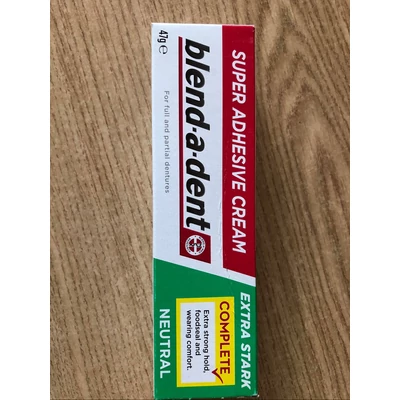 SUPER ADHESIVE CREAM
blend-a-dent
47g ℮
For full and partial dentures
EXTRA STARK
COMPLETE
Extra strong hold,
foodseal and
wearing comfort.
NEUTRAL